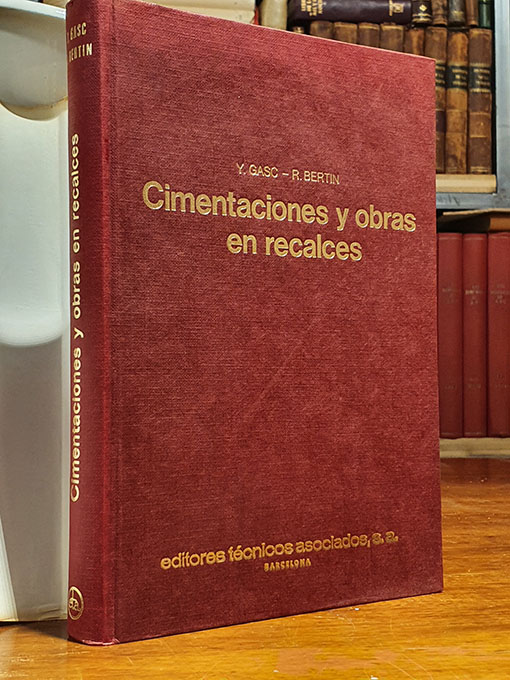 Y. GASC
BERTIN
Cimentaciones y obras en recalces
Y. GASC - R. BERTIN
Cimentaciones y obras
en recalces
editores técnicos asociados, s. a.
BARCELONA